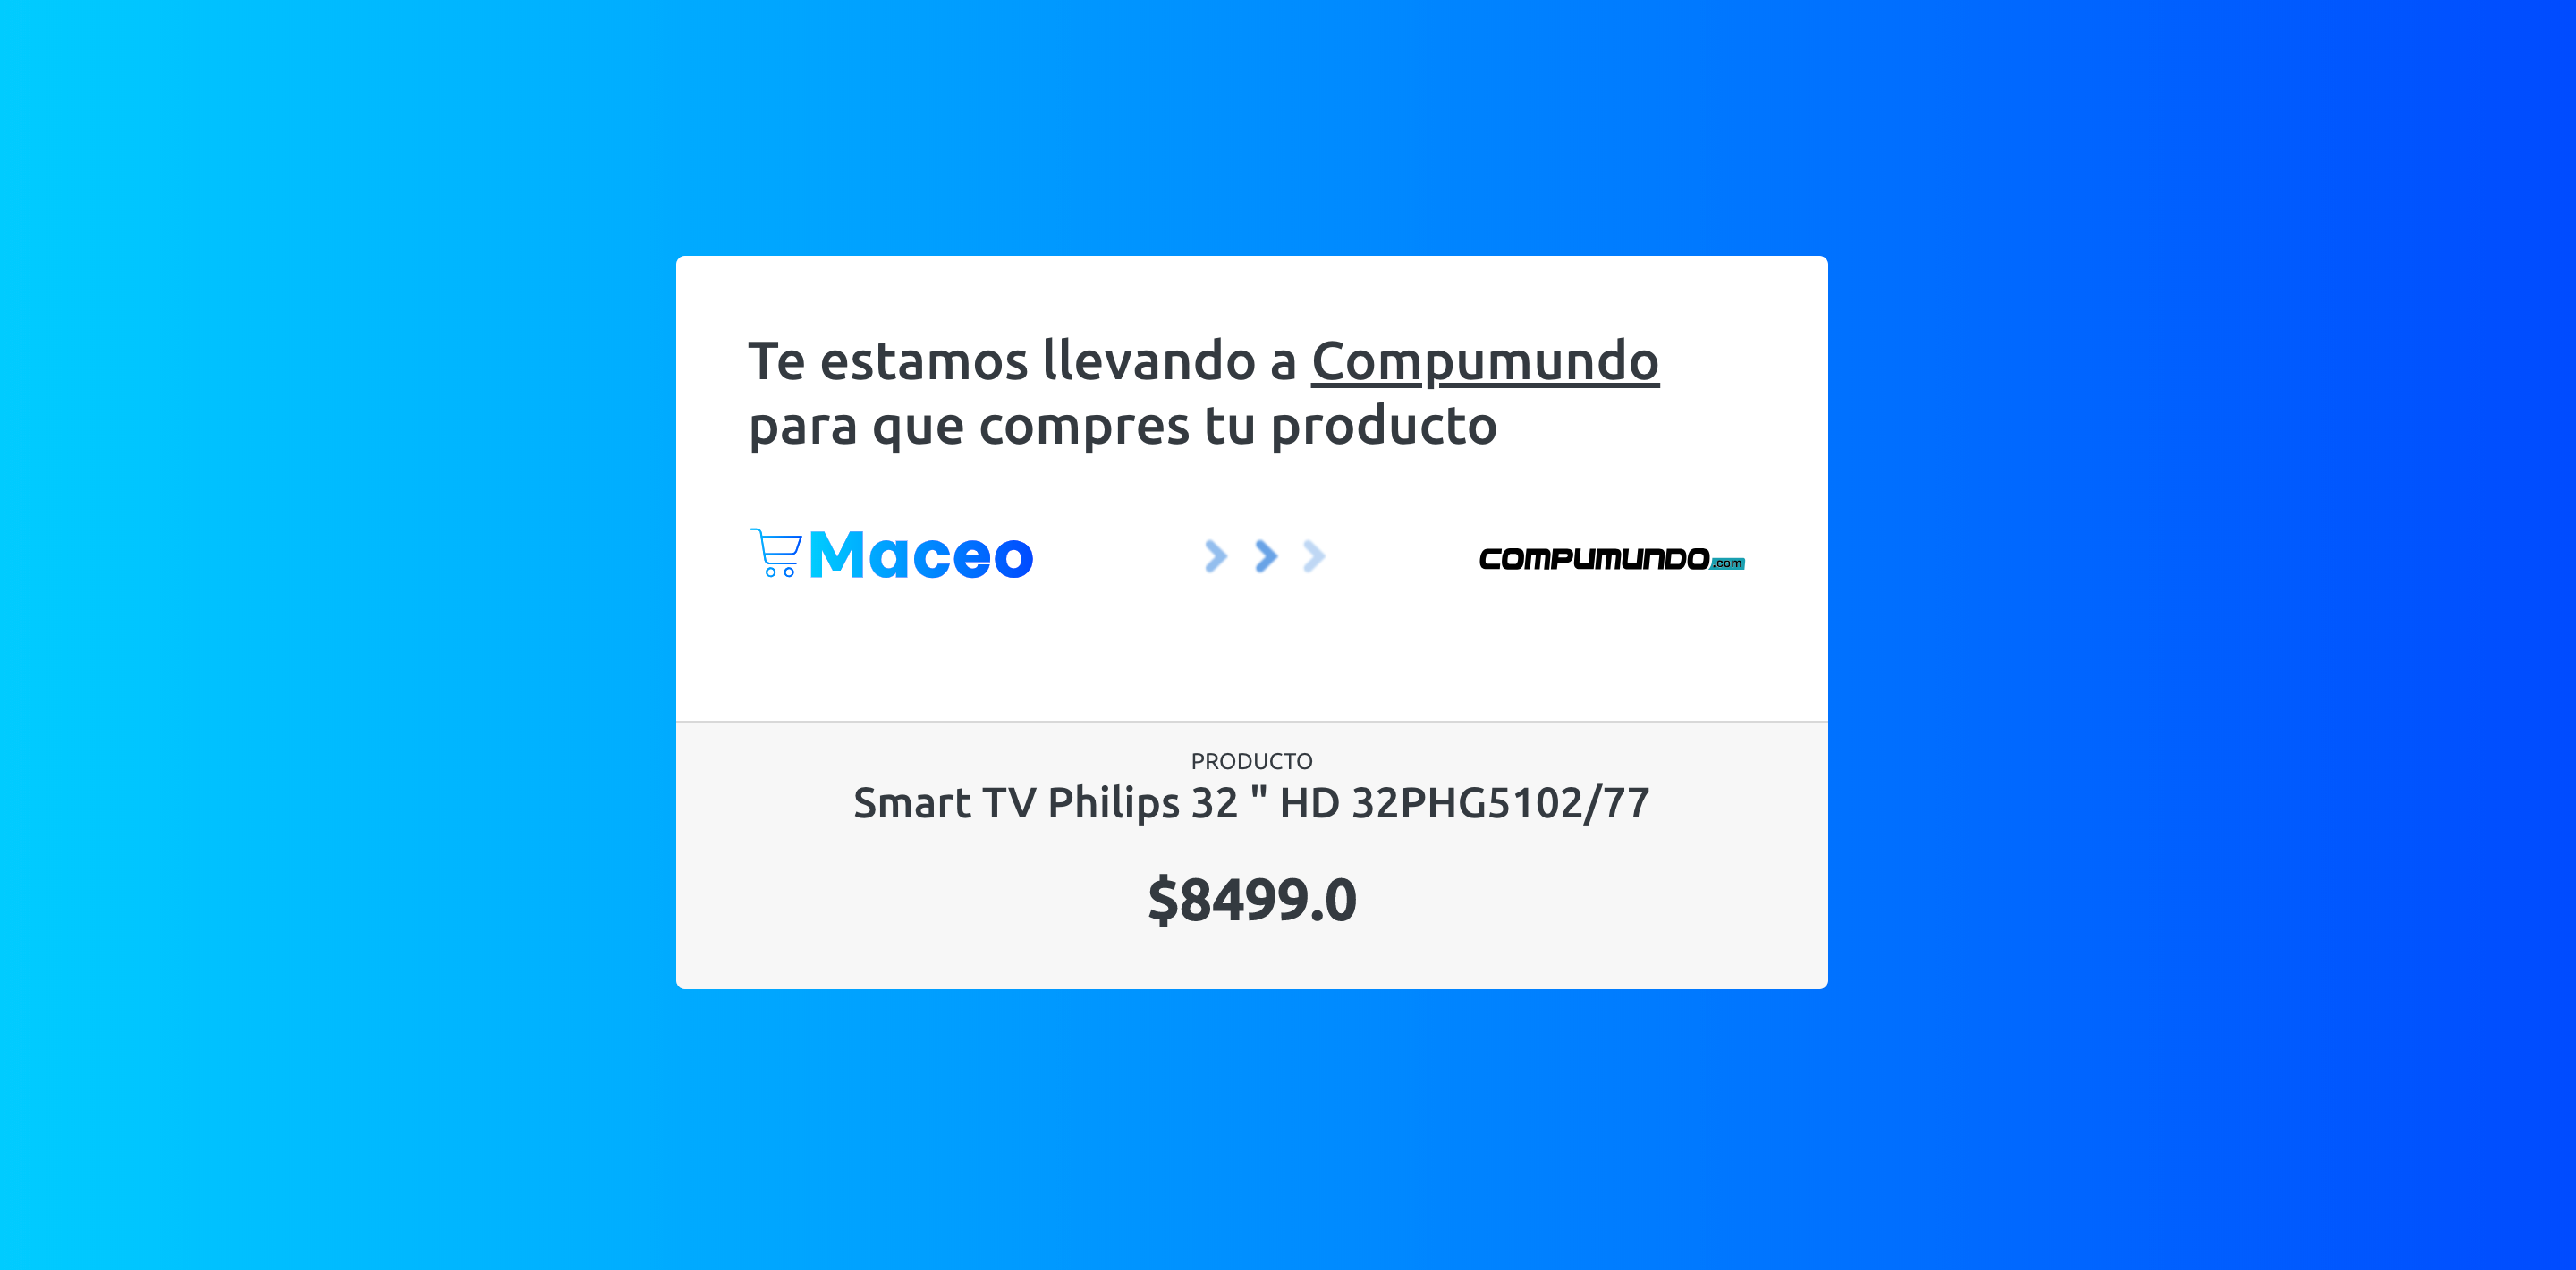 Te estamos llevando a Compumundo
para que compres tu producto
Maceo
COMPUMUNDO.com
PRODUCTO
Smart TV Philips 32 " HD 32PHG5102/77
$8499.0